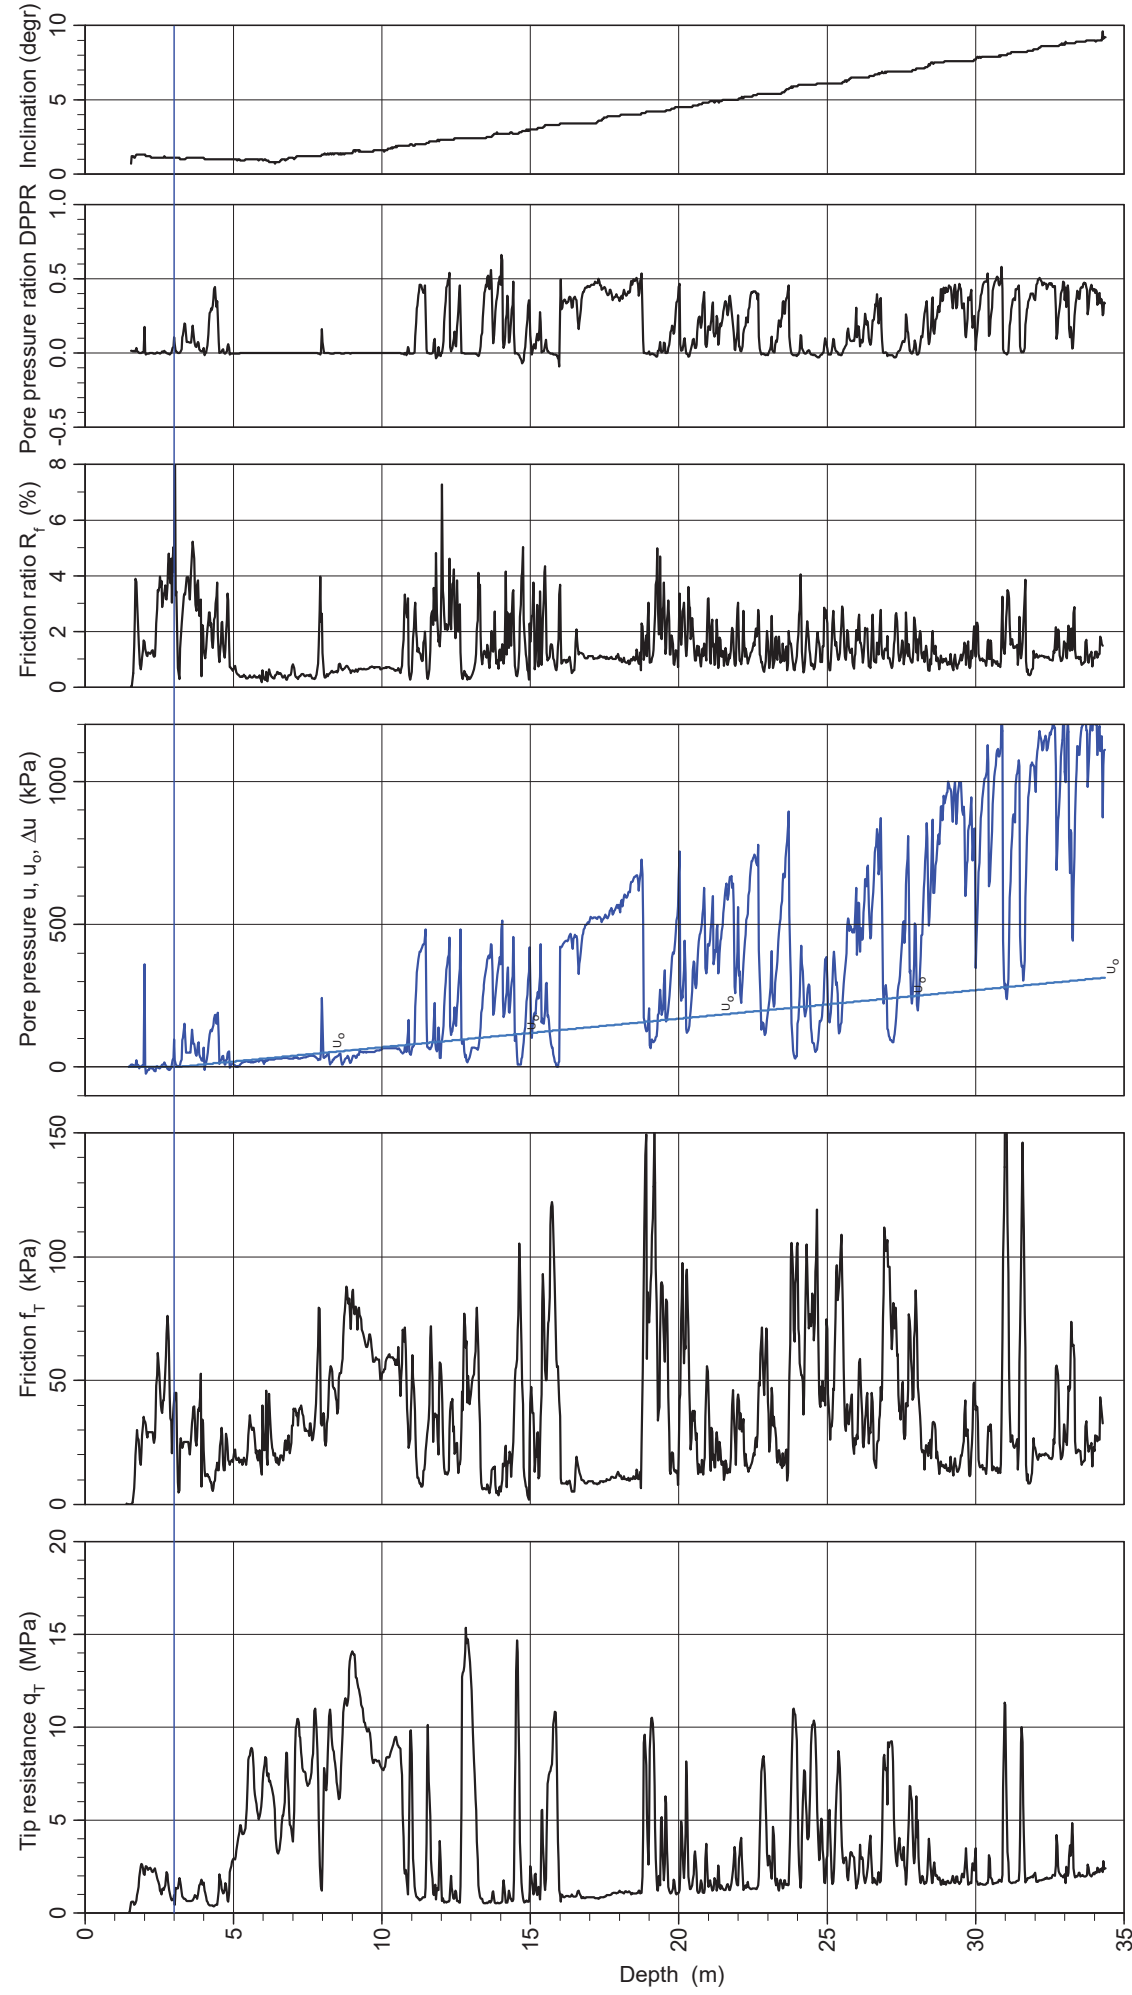 Inclination (degr)
0
5
10
Pore pressure ration DPPR
-0.5
0.0
0.5
1.0
Friction ratio Rf (%)
0
2
4
6
8
Pore pressure u, uo, Δu (kPa)
0
500
1000
uo
uo
uo
uo
uo
Friction fT (kPa)
0
50
100
150
Tip resistance qT (MPa)
0
5
10
15
20
0
5
10
15
20
25
30
35
Depth (m)